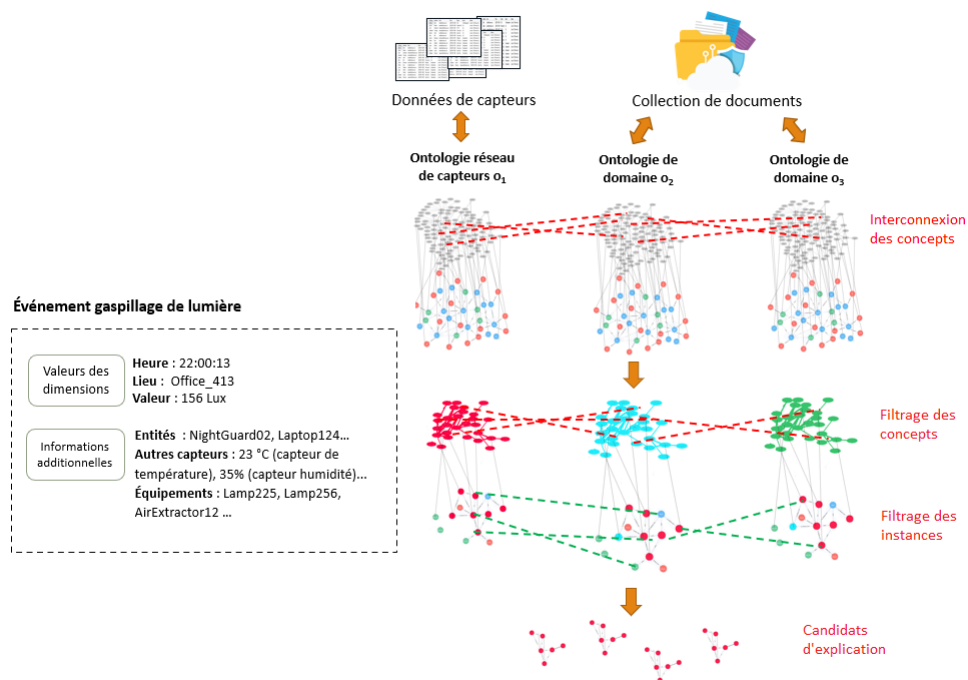 Données de capteurs
Collection de documents
Ontologie réseau
de capteurs o₁
Ontologie de
domaine o₂
Ontologie de
domaine o₃
Interconnexion
des concepts
Événement gaspillage de lumière
Valeurs des
dimensions
Heure : 22:00:13
Lieu : Office_413
Valeur : 156 Lux
Informations
additionnelles
Entités : NightGuard02, Laptop124...
Autres capteurs : 23 °C (capteur de
température), 35% (capteur humidité)...
Équipements : Lamp225, Lamp256,
AirExtractor12 ...
Filtrage des
concepts
Filtrage des
instances
Candidats
d'explication